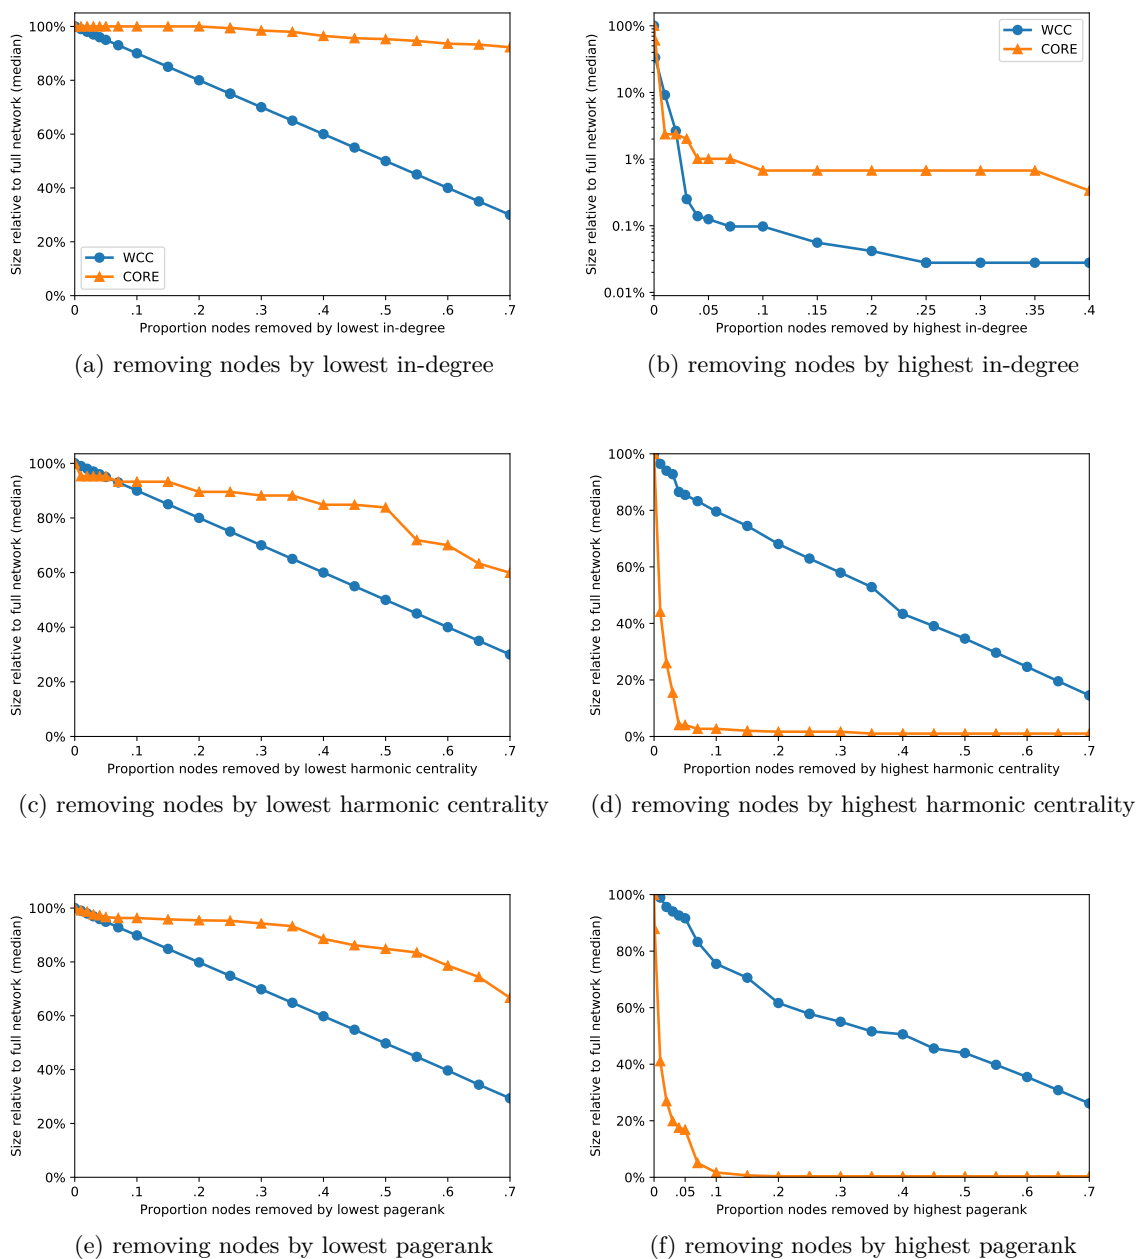 100%
80%
60%
40%
20%
0%
Size relative to full network (median)
WCC
CORE
0 .1 .2 .3 .4 .5 .6 .7
Proportion nodes removed by lowest in-degree
(a) removing nodes by lowest in-degree
100%
10%
1%
0.1%
0.01%
Size relative to full network (median)
WCC
CORE
0 .05 .1 .15 .2 .25 .3 .35 .4
Proportion nodes removed by highest in-degree
(b) removing nodes by highest in-degree
100%
80%
60%
40%
20%
0%
Size relative to full network (median)
0 .1 .2 .3 .4 .5 .6 .7
Proportion nodes removed by lowest harmonic centrality
(c) removing nodes by lowest harmonic centrality
100%
80%
60%
40%
20%
0%
Size relative to full network (median)
0 .1 .2 .3 .4 .5 .6 .7
Proportion nodes removed by highest harmonic centrality
(d) removing nodes by highest harmonic centrality
100%
80%
60%
40%
20%
0%
Size relative to full network (median)
0 .1 .2 .3 .4 .5 .6 .7
Proportion nodes removed by lowest pagerank
(e) removing nodes by lowest pagerank
100%
80%
60%
40%
20%
0%
Size relative to full network (median)
0 .05 .1 .2 .3 .4 .5 .6 .7
Proportion nodes removed by highest pagerank
(f) removing nodes by highest pagerank